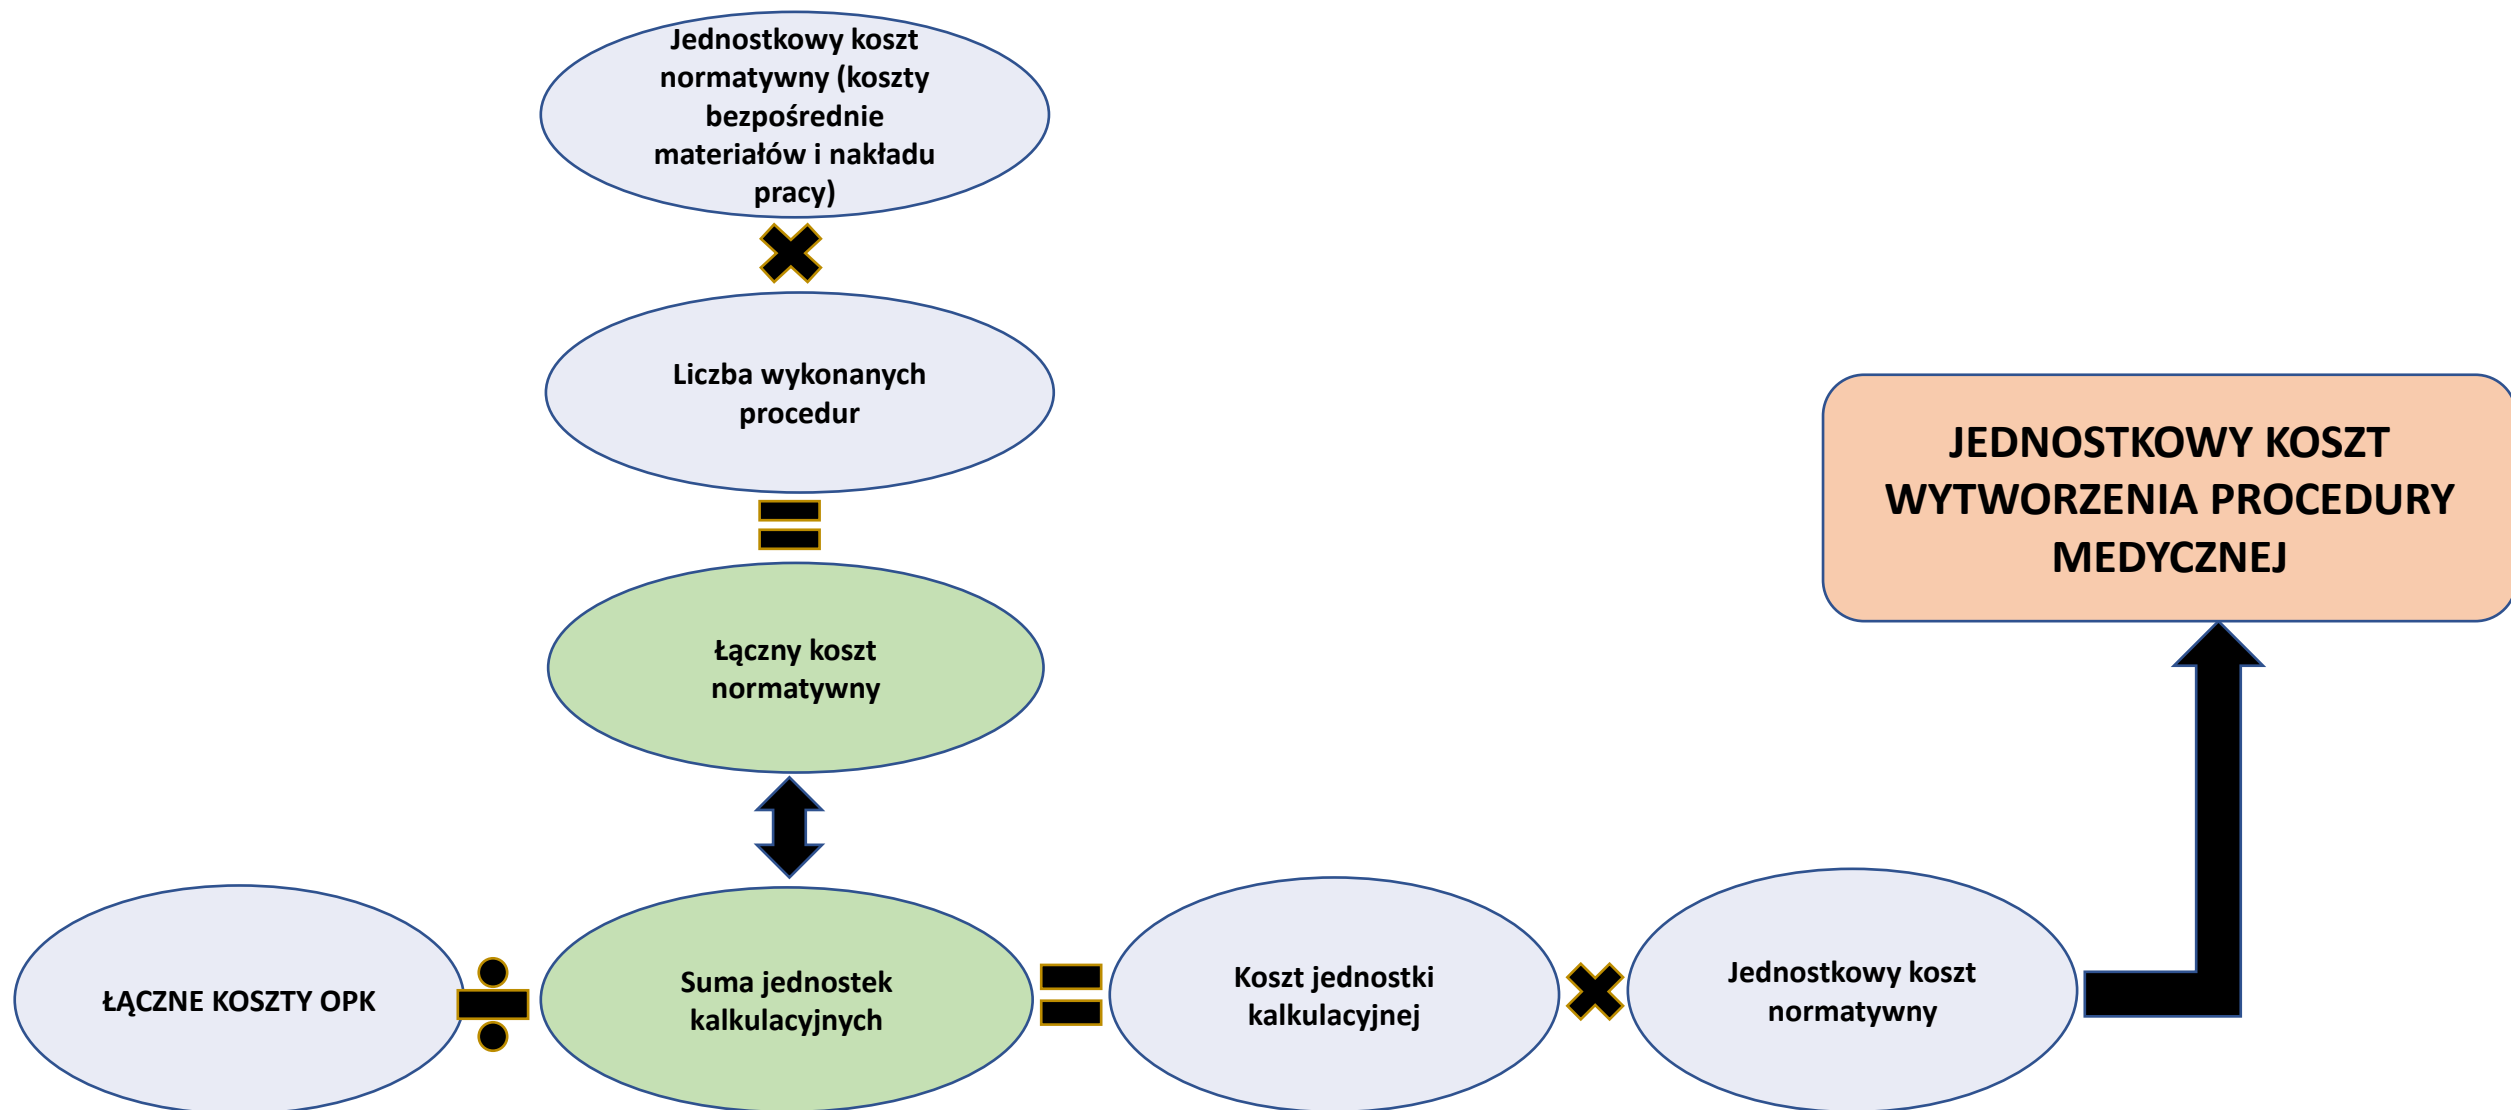 Jednostkowy koszt
normatywny (koszty
bezpośrednie
materiałów i nakładu
pracy)
Liczba wykonanych
procedur
JEDNOSTKOWY KOSZT
WYTWORZENIA PROCEDURY
MEDYCZNEJ
Łączny koszt
normatywny
ŁĄCZNE KOSZTY OPK
Suma jednostek
kalkulacyjnych
Koszt jednostki
kalkulacyjnej
Jednostkowy koszt
normatywny